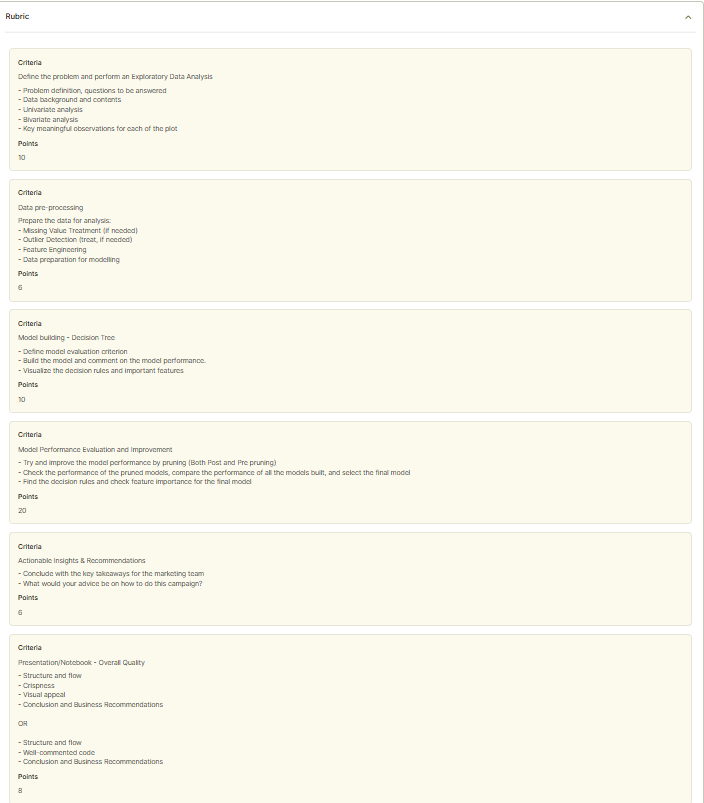 Rubric
Criteria
Define the problem and perform an Exploratory Data Analysis
- Problem definition, questions to be answered
- Data background and contents
- Univariate analysis
- Bivariate analysis
- Key meaningful observations for each of the plot
Points
10
Criteria
Data pre-processing
Prepare the data for analysis:
- Missing Value Treatment (if needed)
- Outlier Detection (treat, if needed)
- Feature Engineering
- Data preparation for modelling
Points
6
Criteria
Model building - Decision Tree
- Define model evaluation criterion
- Build the model and comment on the model performance.
- Visualize the decision rules and important features
Points
10
Criteria
Model Performance Evaluation and Improvement
- Try and improve the model performance by pruning (Both Post and Pre pruning)
- Check the performance of the pruned models, compare the performance of all the models built, and select the final model
- Find the decision rules and check feature importance for the final model
Points
20
Criteria
Actionable Insights & Recommendations
- Conclude with the key takeaways for the marketing team
- What would your advice be on how to do this campaign?
Points
6
Criteria
Presentation/Notebook - Overall Quality
- Structure and flow
- Crispness
- Visual appeal
- Conclusion and Business Recommendations
OR
- Structure and flow
- Well-commented code
- Conclusion and Business Recommendations
Points
8